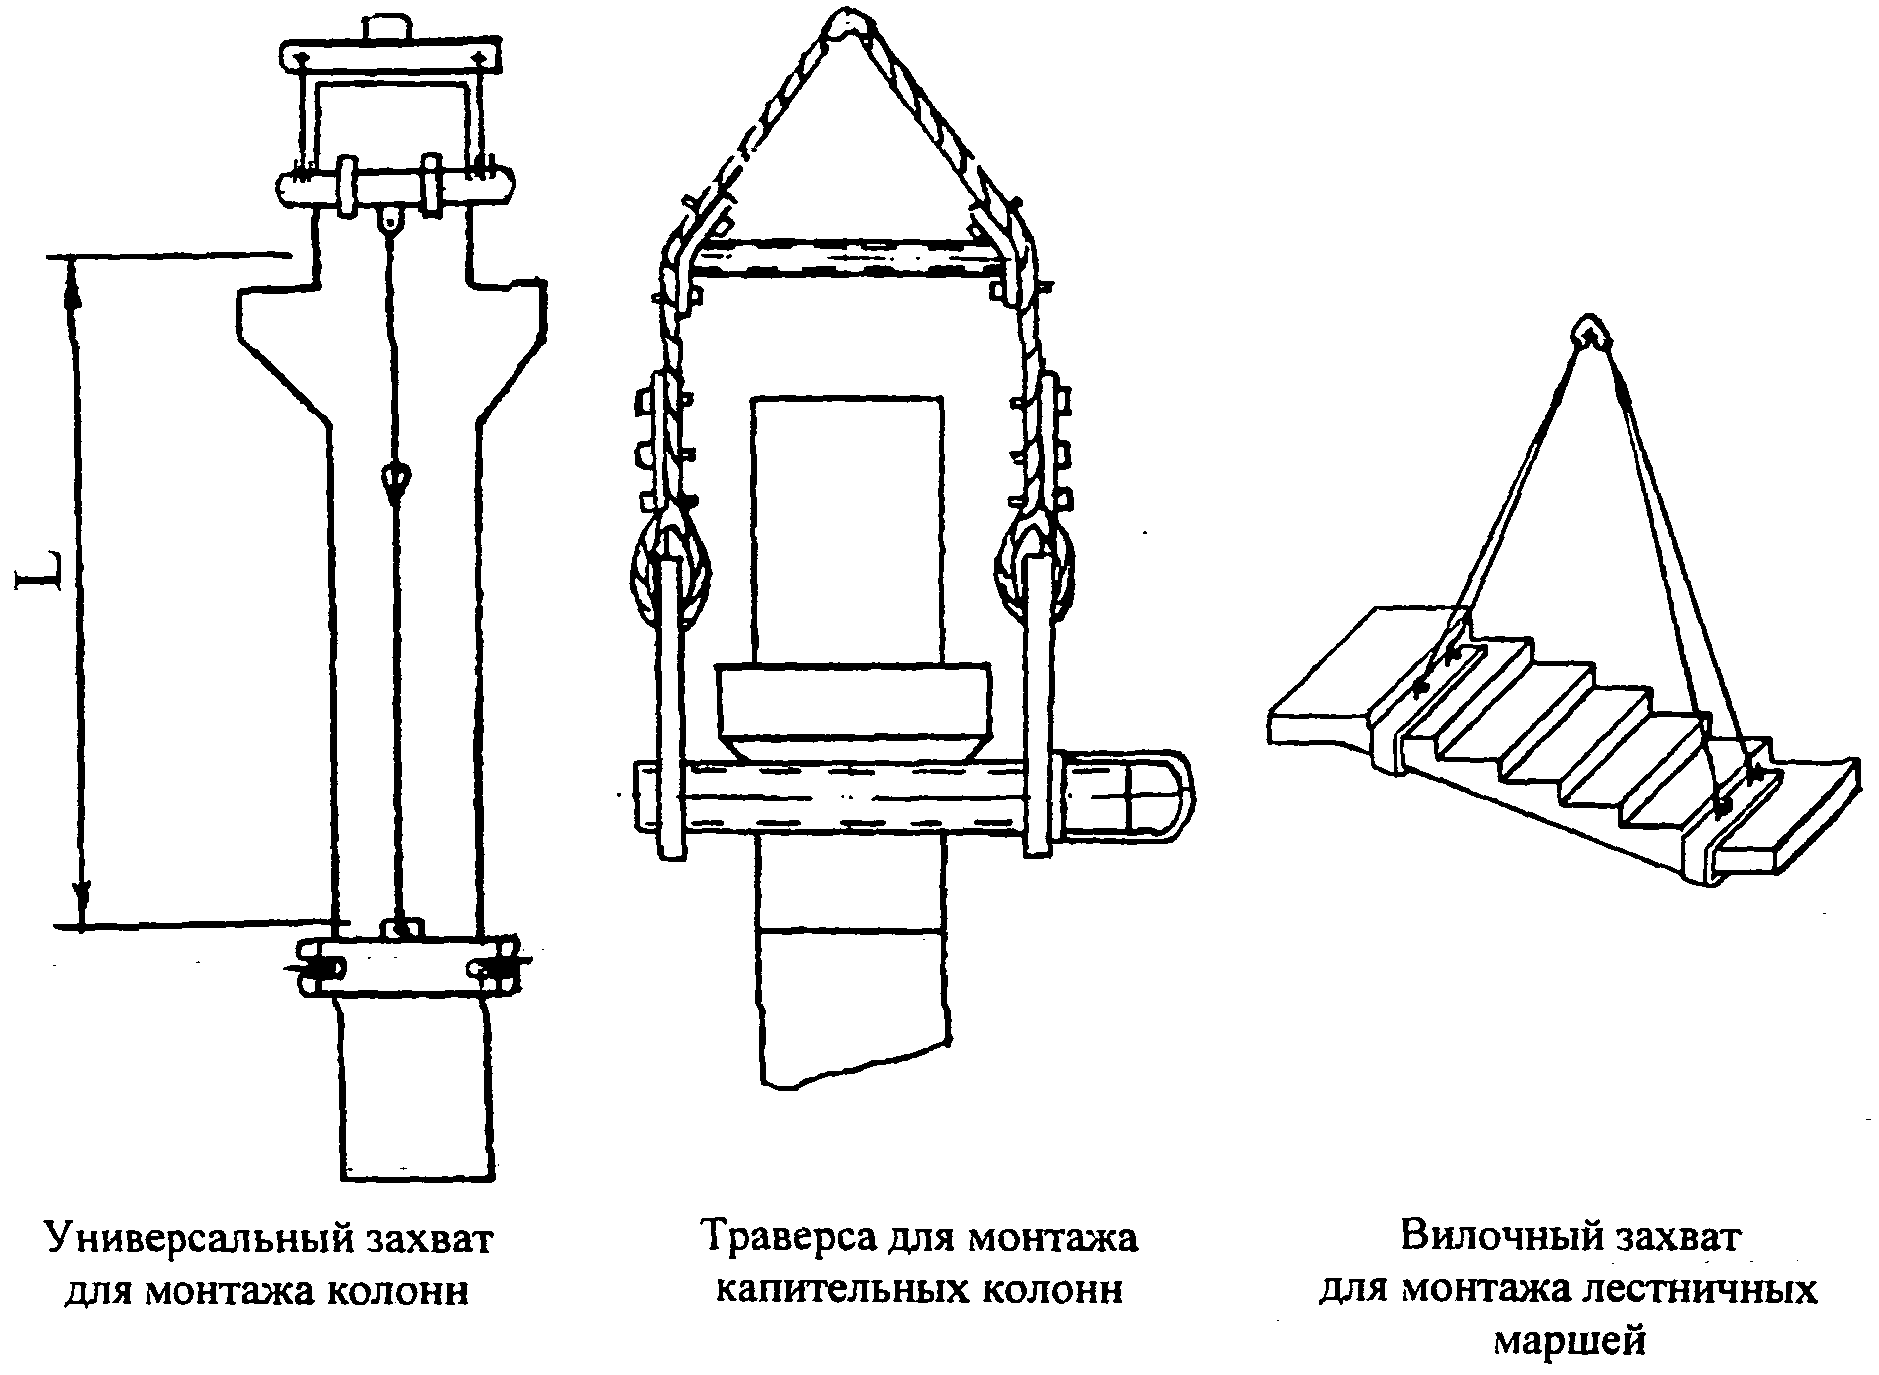 L
Универсальный захват
для монтажа колонн
Траверса для монтажа
капительных колонн
Вилочный захват
для монтажа лестничных
маршей